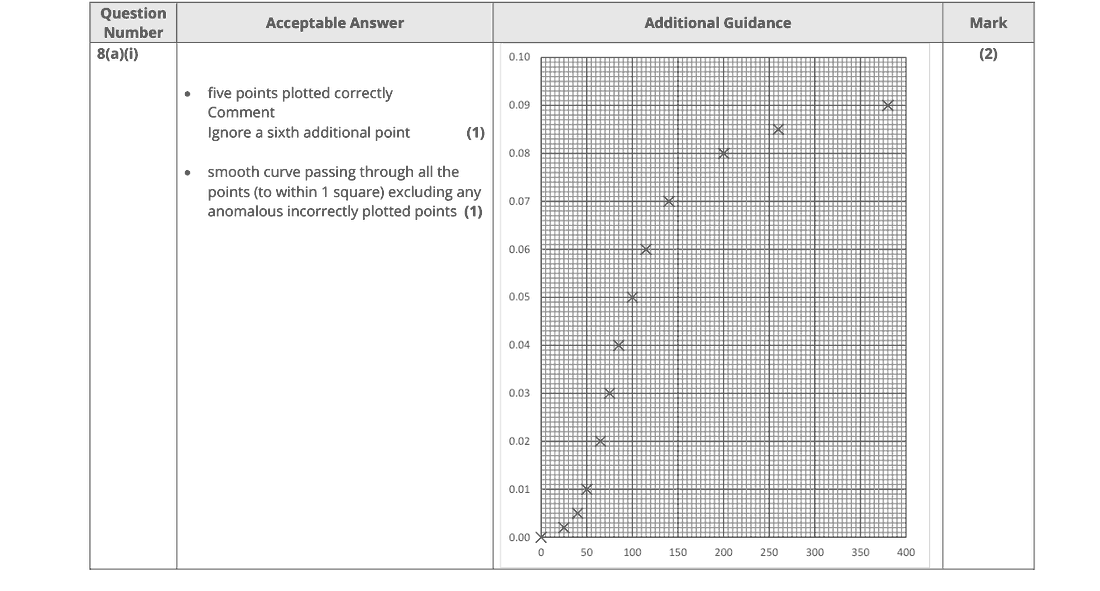 Question Number
Acceptable Answer
Additional Guidance
Mark
8(a)(i)
five points plotted correctly
Comment
Ignore a sixth additional point (1)
smooth curve passing through all the
points (to within 1 square) excluding any
anomalous incorrectly plotted points (1)
(2)
0.10
0.09
0.08
0.07
0.06
0.05
0.04
0.03
0.02
0.01
0.00
0 50 100 150 200 250 300 350 400